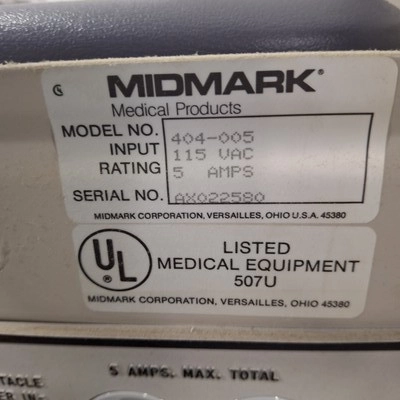 MIDMARK®
Medical Products
MODEL NO. 404-005
INPUT 115 VAC
RATING 5 AMPS
SERIAL NO. AX022580
MIDMARK CORPORATION, VERSAILLES, OHIO U.S.A. 45380
UL
LISTED
MEDICAL EQUIPMENT
507U
MIDMARK CORPORATION, VERSAILLES, OHIO 45380
5 AMPS. MAX. TOTAL
TACLE